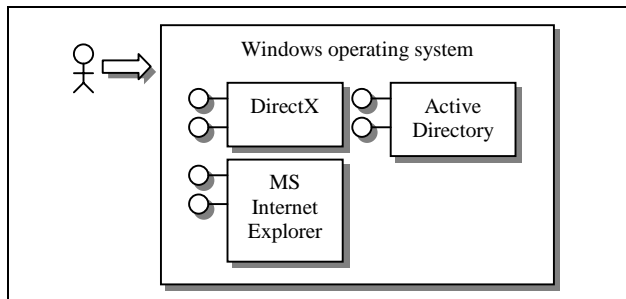 Windows operating system
DirectX
Active
Directory
MS
Internet
Explorer